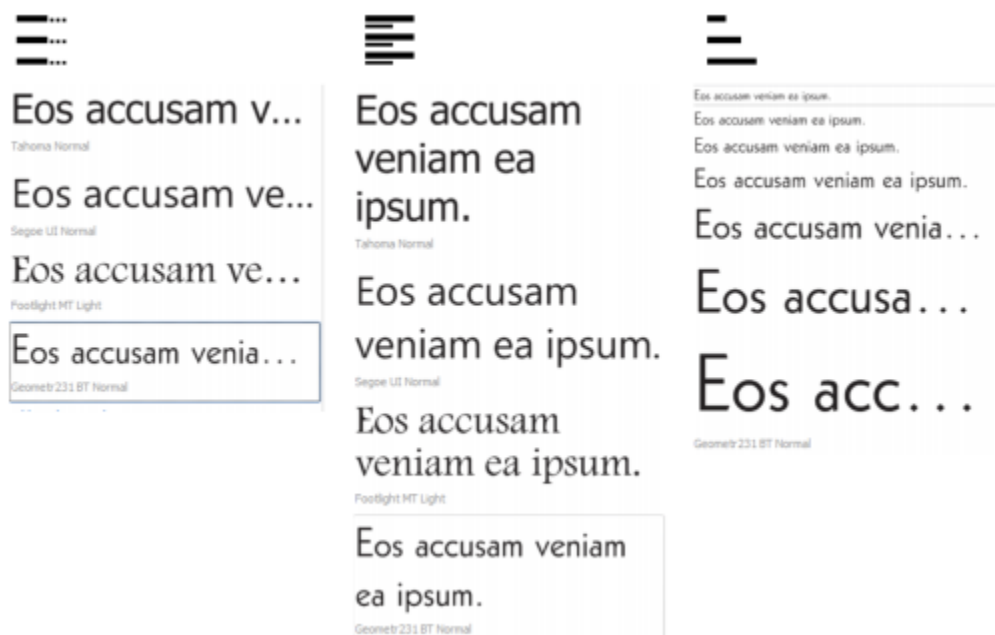 Eos accusam v...
Tahoma Normal
Eos accusam ve...
Segoe UI Normal
Eos accusam ve...
Footlight MT Light
Eos accusam venia...
Geometr231 BT Normal
Eos accusam
veniam ea
ipsum.
Tahoma Normal
Eos accusam
veniam ea ipsum.
Segoe UI Normal
Eos accusam
veniam ea ipsum.
Footlight MT Light
Eos accusam veniam
ea ipsum.
Geometr231 BT Normal
Eos accusam veniam ea ipsum.
Eos accusam veniam ea ipsum.
Eos accusam veniam ea ipsum.
Eos accusam veniam ea ipsum.
Eos accusam venia...
Eos accusa...
Eos acc...
Geometr231 BT Normal